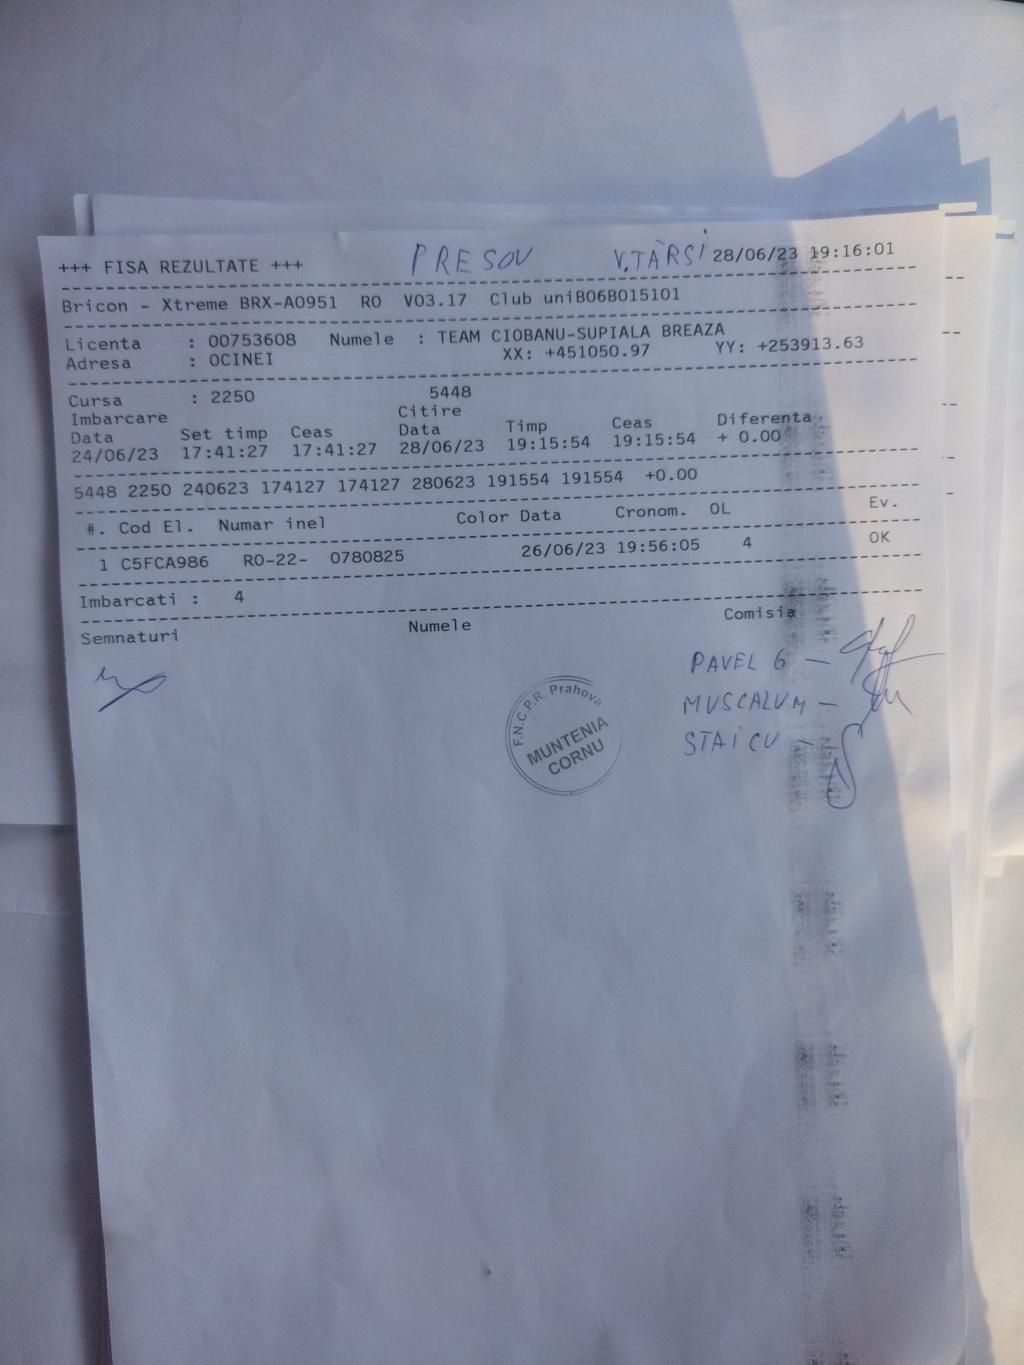 +++ FISA REZULTATE +++ PRESOV V.TÂRSI 28/06/23 19:16:01
Bricon - Xtreme BRX-A0951 RO V03.17 Club uniB06B015101
Licenta : 00753608 Numele : TEAM CIOBANU-SUPIALA BREAZA
Adresa : OCINEI XX: +451050.97 YY: +253913.63
Cursa : 2250 5448
Imbarcare Citire
Data Set timp Ceas Data Timp Ceas Diferenta
24/06/23 17:41:27 17:41:27 28/06/23 19:15:54 19:15:54 + 0.00
5448 2250 240623 174127 174127 280623 191554 191554 +0.00
#. Cod El. Numar inel Color Data Cronom. OL Ev.
1 C5FCA986 RO-22- 0780825 26/06/23 19:56:05 4 OK
Imbarcati : 4
Semnaturi Numele Comisia
PAVEL G -
MUSCALUM -
STAICU -
F.N.C.P.R. Prahova
MUNTENIA
CORNU